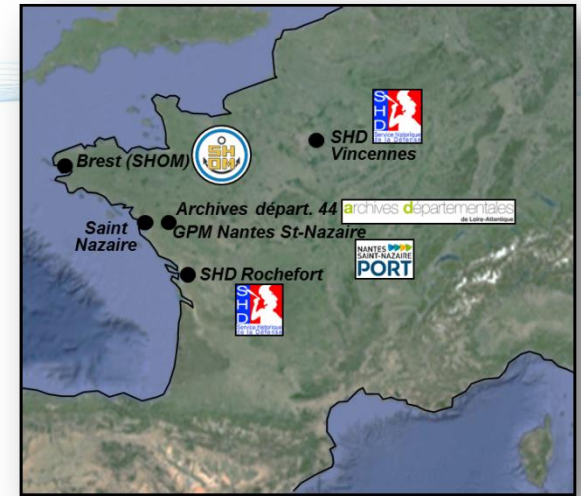 SHD
Service historique
de la Défense
SHOM
SHD
Vincennes
Brest (SHOM)
Archives départ. 44
archives départementales
de Loire-Atlantique
Saint
Nazaire
GPM Nantes St-Nazaire
NANTES
SAINT-NAZAIRE
PORT
SHD Rochefort
SHD
Service historique
de la Défense